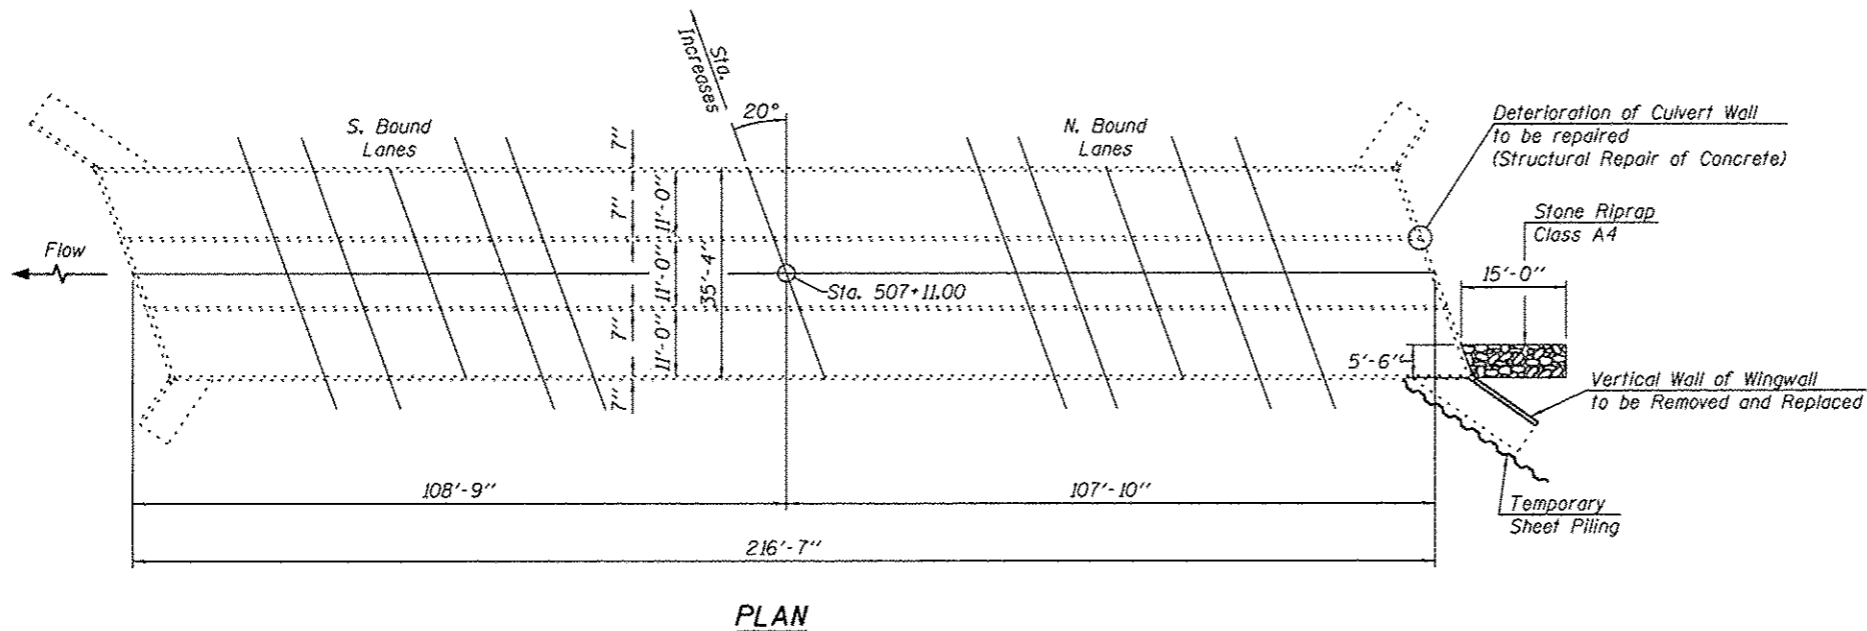 Sta.
Increases
20°
S. Bound
Lanes
7"
N. Bound
Lanes
Deterioration of Culvert Wall
to be repaired
(Structural Repair of Concrete)
7"
11'-0"
Stone Riprap
Class A4
Flow
11'-0"
35'-4"
15'-0"
Sta. 507+11.00
7"
11'-0"
5'-6"
7"
Vertical Wall of Wingwall
to be Removed and Replaced
108'-9"
107'-10"
Temporary
Sheet Piling
216'-7"
PLAN